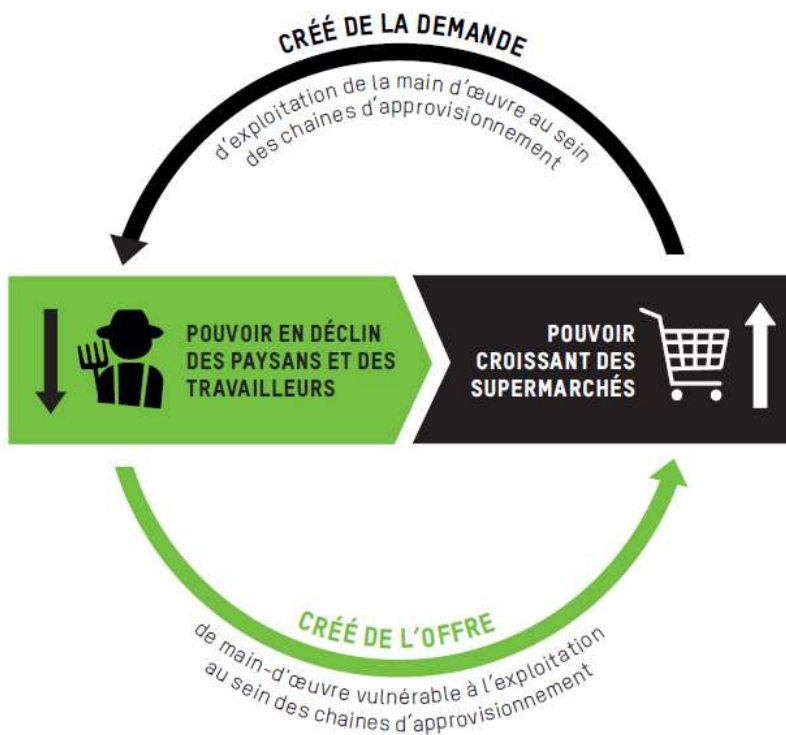 CRÉÉ DE LA DEMANDE
d'exploitation de la main d'œuvre au sein
des chaines d'approvisionnement
POUVOIR EN DÉCLIN
DES PAYSANS ET DES
TRAVAILLEURS
POUVOIR
CROISSANT DES
SUPERMARCHÉS
CRÉÉ DE L'OFFRE
de main-d'œuvre vulnérable à l'exploitation
au sein des chaines d'approvisionnement